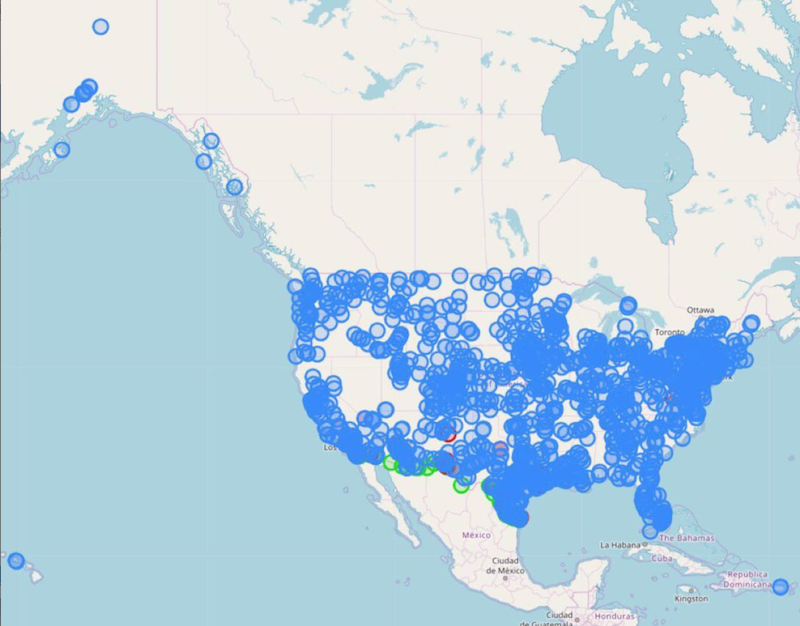 Ottawa
Toronto
Los
México
La Habana
The Bahamas
Cuba
Ciudad
de México
República
Dominicana
Kingston
Ciudad
de Guatemala
Honduras